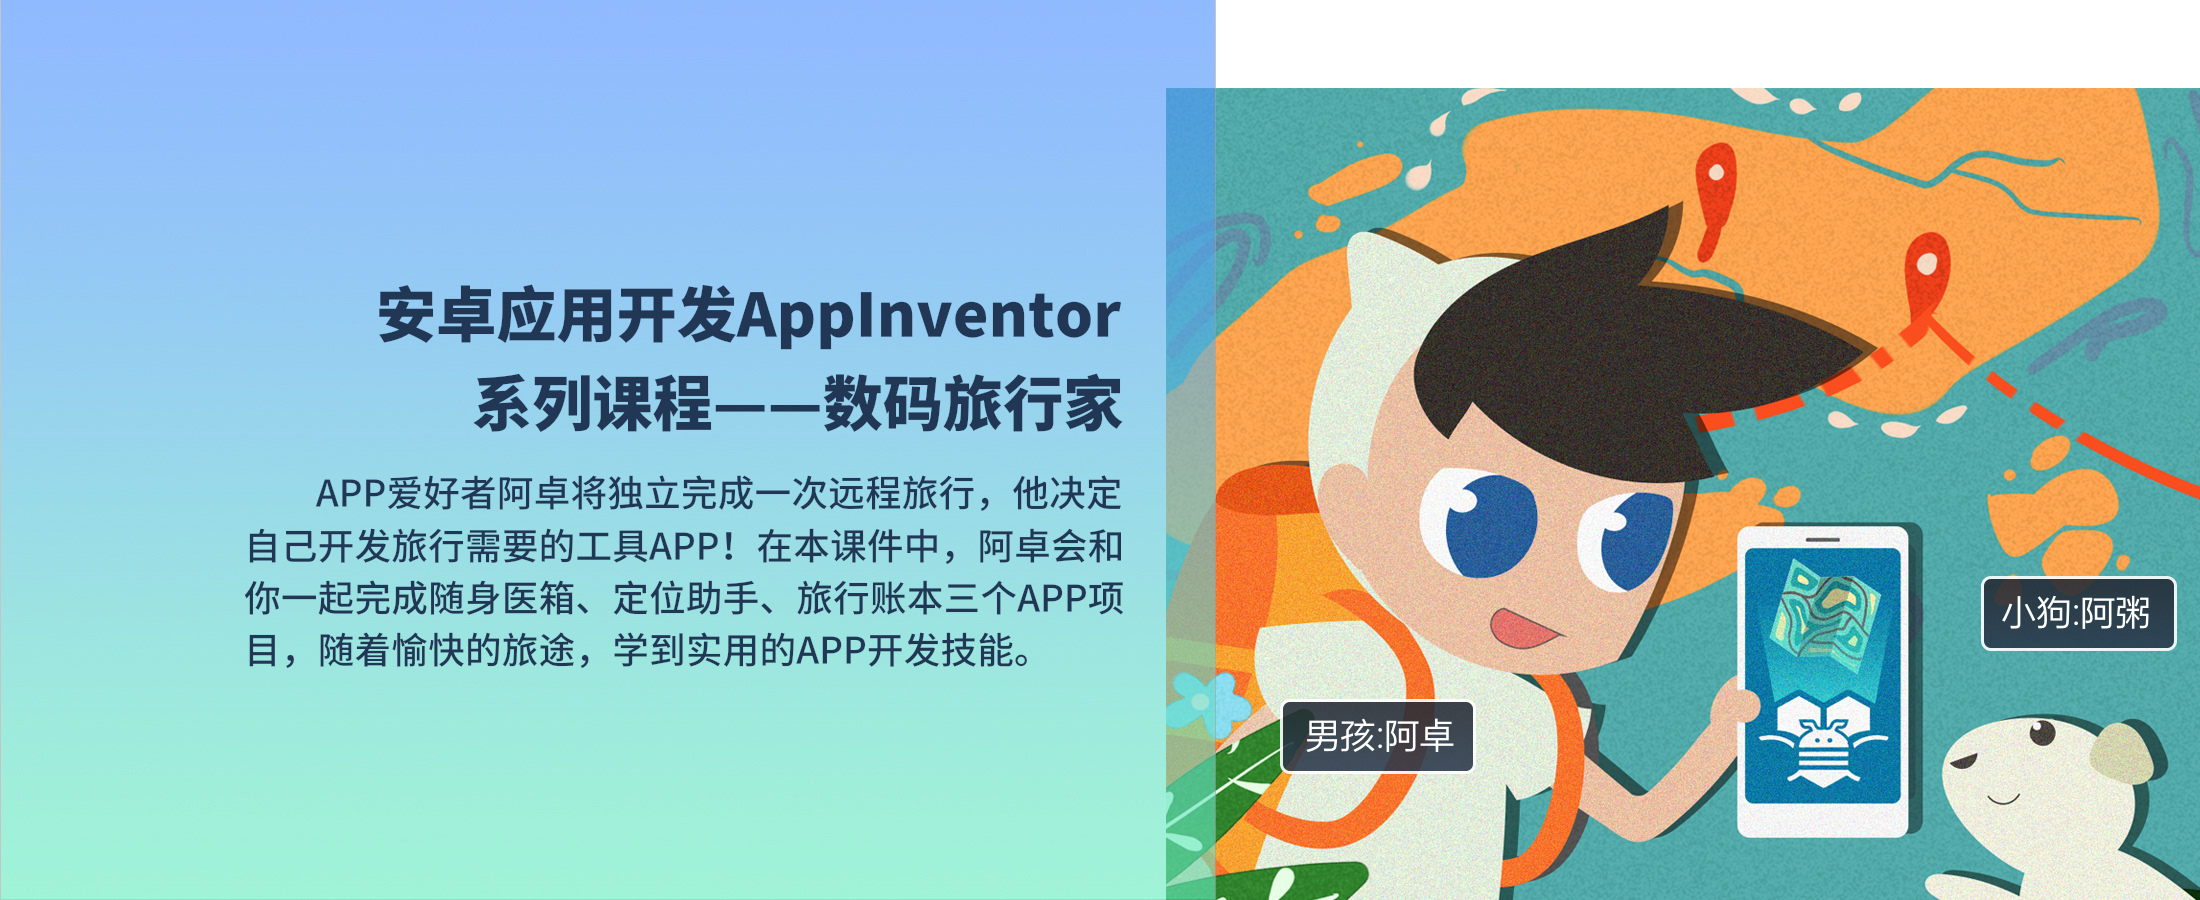 安卓应用开发AppInventor
系列课程——数码旅行家
APP爱好者阿卓将独立完成一次远程旅行，他决定
自己开发旅行需要的工具APP！在本课件中，阿卓会和
你一起完成随身医箱、定位助手、旅行账本三个APP项
目，随着愉快的旅途，学到实用的APP开发技能。
小狗:阿粥
男孩:阿卓